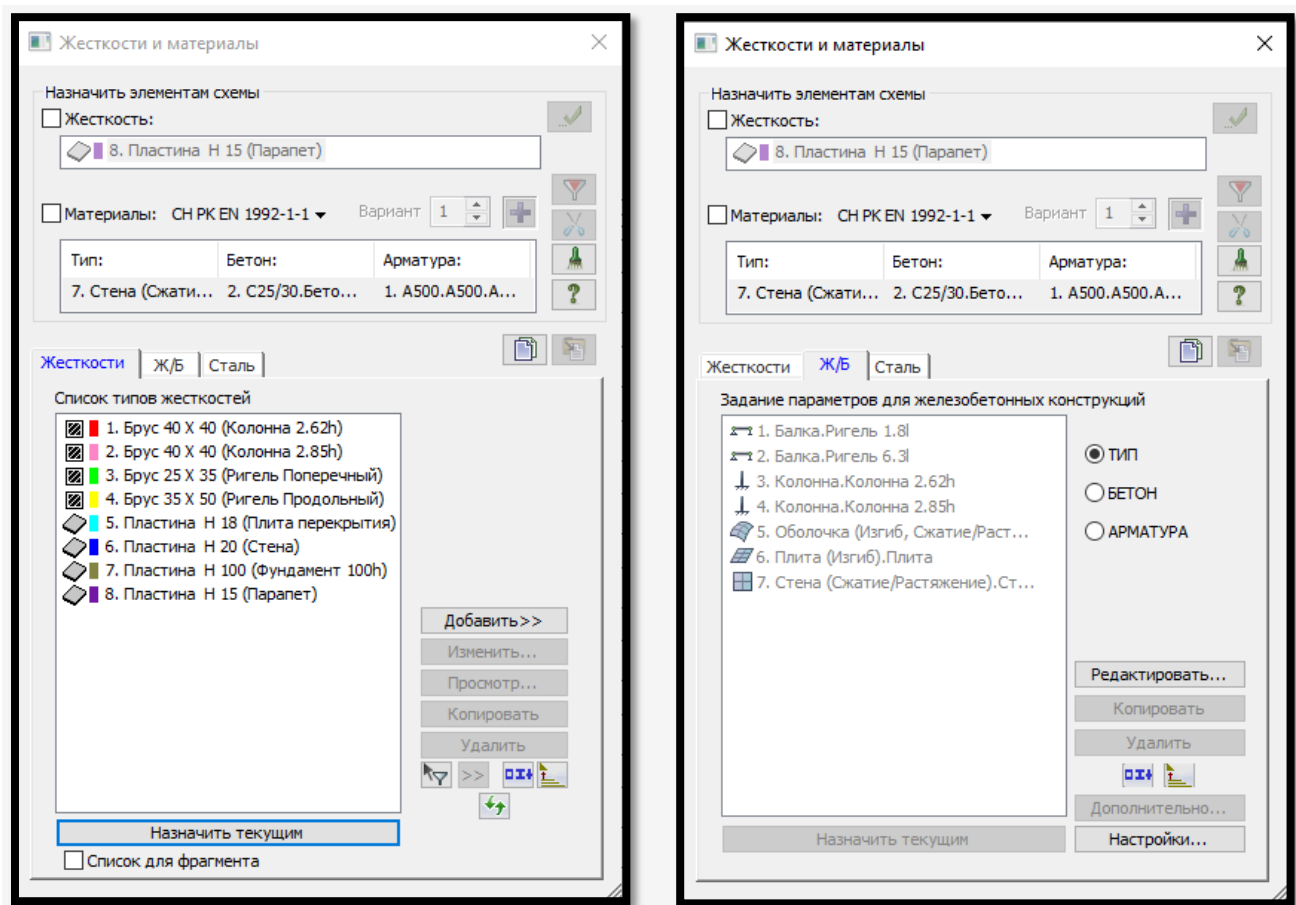 Жесткости и материалы
Назначить элементам схемы
Жесткость:
8. Пластина H 15 (Парапет)
Материалы: СН РК EN 1992-1-1 Вариант 1
Тип: Бетон: Арматура:
7. Стена (Сжати... 2. C25/30.Бето... 1. A500.A500.A...
Жесткости Ж/Б Сталь
Список типов жесткостей
1. Брус 40 X 40 (Колонна 2.62h)
2. Брус 40 X 40 (Колонна 2.85h)
3. Брус 25 X 35 (Ригель Поперечный)
4. Брус 35 X 50 (Ригель Продольный)
5. Пластина H 18 (Плита перекрытия)
6. Пластина H 20 (Стена)
7. Пластина H 100 (Фундамент 100h)
8. Пластина H 15 (Парапет)
Добавить>>
Изменить...
Просмотр...
Копировать
Удалить
>>
Назначить текущим
Список для фрагмента
Жесткости и материалы
Назначить элементам схемы
Жесткость:
8. Пластина H 15 (Парапет)
Материалы: СН РК EN 1992-1-1 Вариант 1
Тип: Бетон: Арматура:
7. Стена (Сжати... 2. C25/30.Бето... 1. A500.A500.A...
Жесткости Ж/Б Сталь
Задание параметров для железобетонных конструкций
1. Балка.Ригель 1.8l
2. Балка.Ригель 6.3l
3. Колонна.Колонна 2.62h
4. Колонна.Колонна 2.85h
5. Оболочка (Изгиб, Сжатие/Раст...
6. Плита (Изгиб).Плита
7. Стена (Сжатие/Растяжение).Ст...
ТИП
БЕТОН
АРМАТУРА
Редактировать...
Копировать
Удалить
Дополнительно...
Назначить текущим
Настройки...